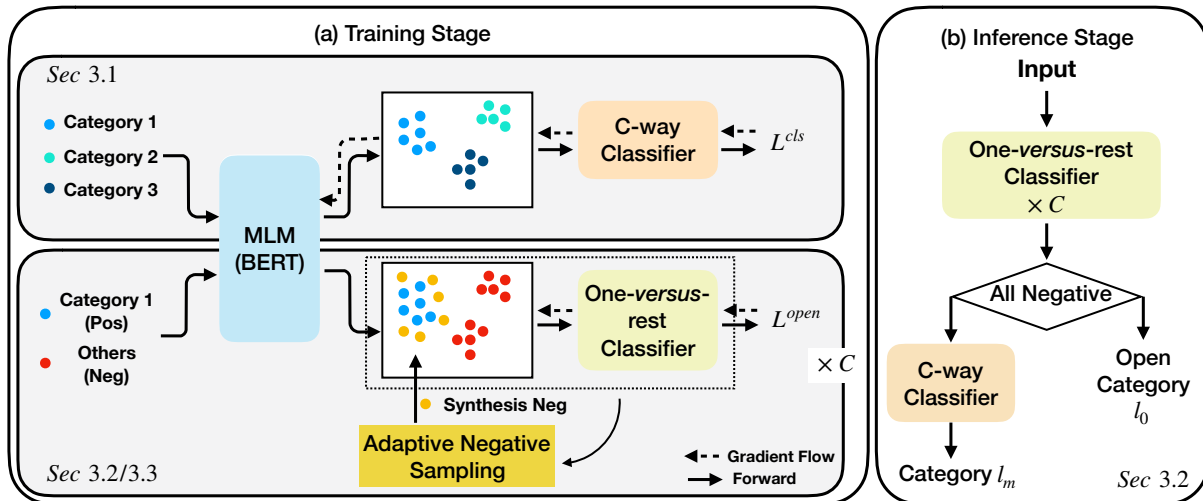 (a) Training Stage
Sec 3.1
Category 1
Category 2
Category 3
MLM
(BERT)
C-way
Classifier
L^{cls}
Category 1
(Pos)
Others
(Neg)
One-versus-
rest
Classifier
L^{open}
× C
Synthesis Neg
Adaptive Negative
Sampling
Gradient Flow
Forward
Sec 3.2/3.3
(b) Inference Stage
Input
One-versus-rest
Classifier
× C
All Negative
C-way
Classifier
Open
Category
l_0
Category l_m
Sec 3.2